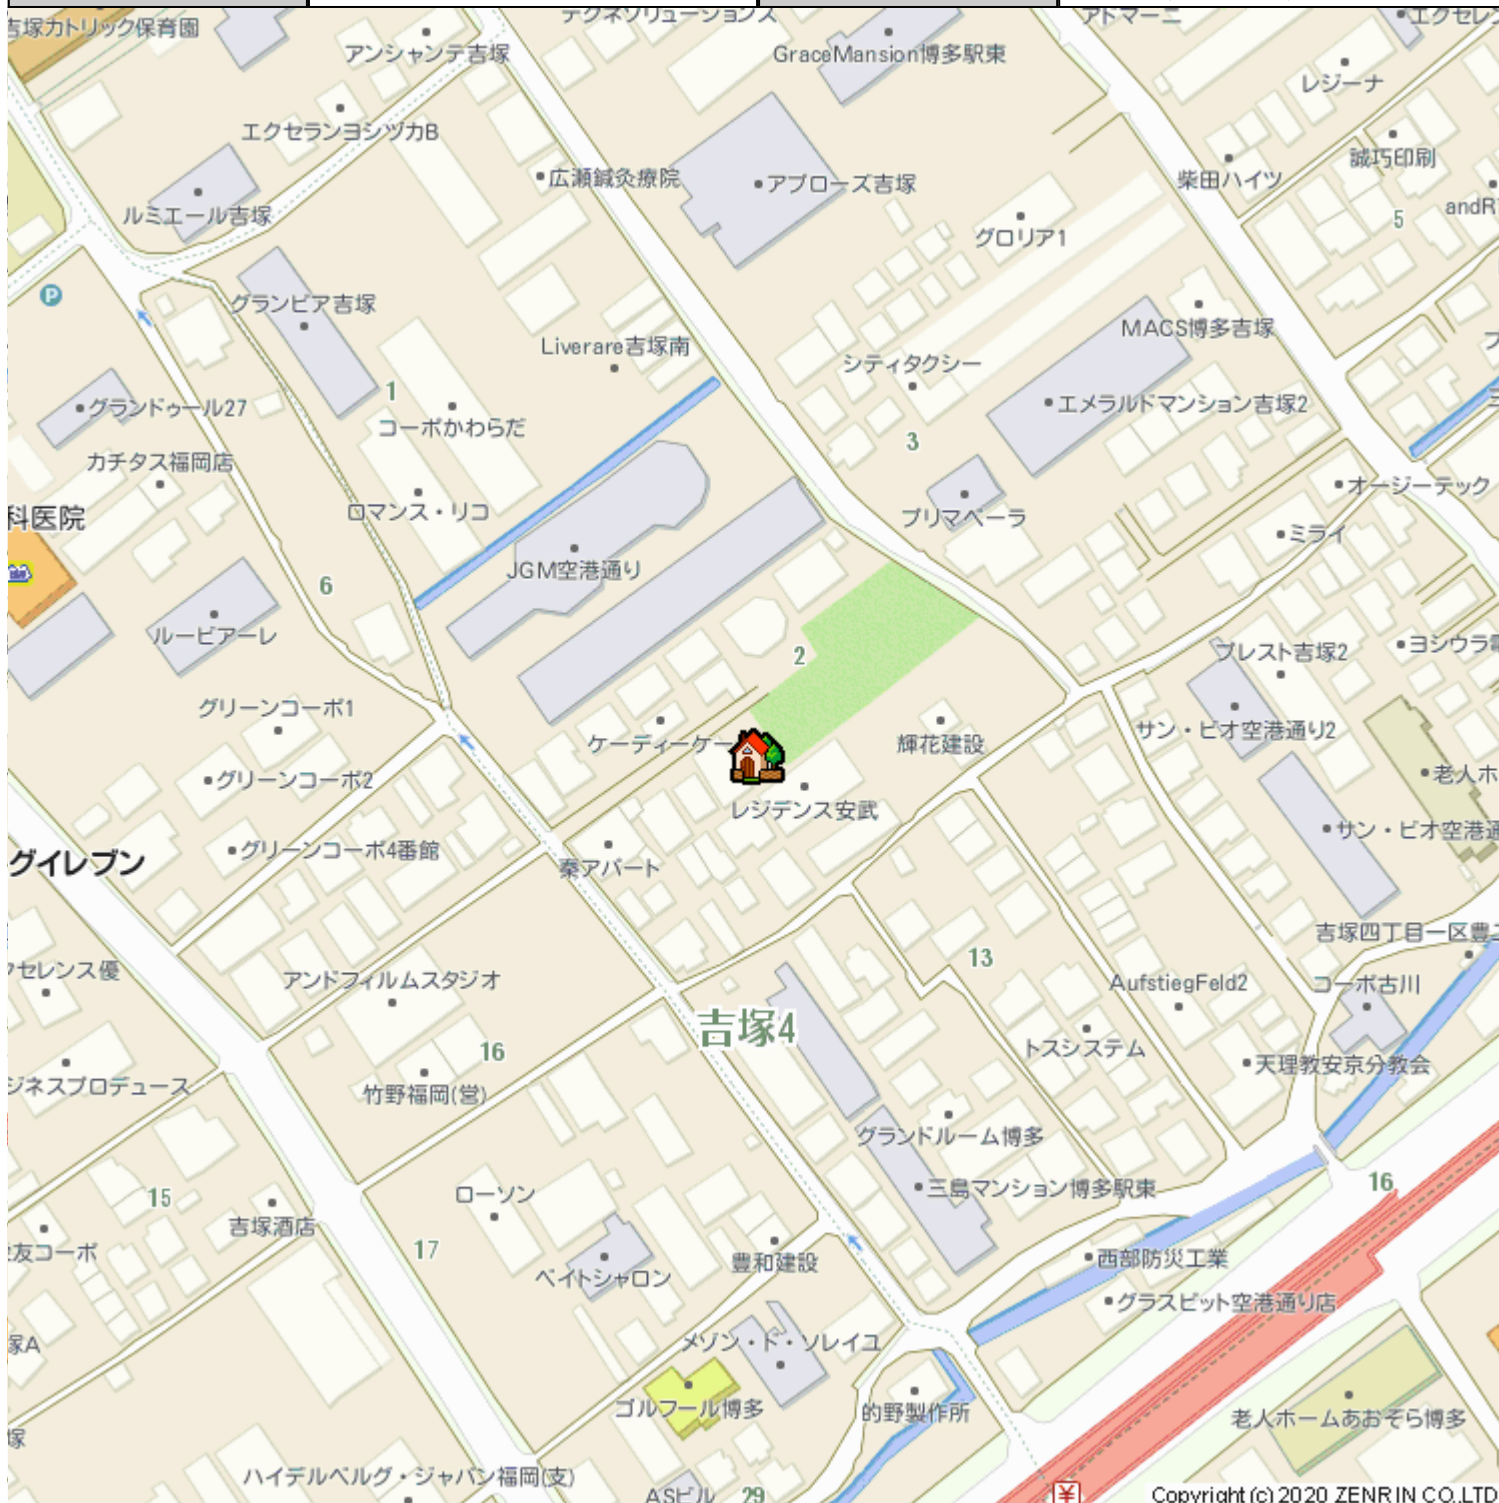 テクネソリューションズ
アドマーニ
吉塚カトリック保育園
アンシャンテ吉塚
GraceMansion博多駅東
レジーナ
エクセランヨシヅカB
誠巧印刷
広瀬鍼灸療院
アブローズ吉塚
柴田ハイツ
ルミエール吉塚
andR
5
グロリア1
P
グランビア吉塚
MACS博多吉塚
Liverare吉塚南
シティタクシー
1
グランドゥール27
エメラルドマンション吉塚2
コーポかわらだ
3
カチタス福岡店
オージーテック
科医院
ロマンス・リコ
プリマベーラ
ミライ
JGM空港通り
6
ルービアーレ
2
プレスト吉塚2
ヨシウラ
グリーンコーポ1
ケーディーケー
輝花建設
サン・ビオ空港通り2
グリーンコーポ2
老人ホ
レジデンス安武
サン・ビオ空港通
グリーンコーポ4番館
グイレブン
秦アパート
吉塚四丁目一区豊
セレンス優
アンドフィルムスタジオ
13
AufstiegFeld2
コーポ古川
吉塚4
16
トスシステム
天理教安京分教会
ジネスプロデュース
竹野福岡(営)
グランドルーム博多
15
ローソン
三島マンション博多駅東
16
吉塚酒店
17
友コーポ
豊和建設
西部防災工業
ベイトシャロン
グラスピット空港通り店
塚A
メゾン・ド・ソレイユ
ゴルフール博多
的野製作所
老人ホームあおぞら博多
塚
ハイデルベルグ・ジャパン福岡(支)
ASビル
29
¥
Copyright (c) 2020 ZENRIN CO.,LTD